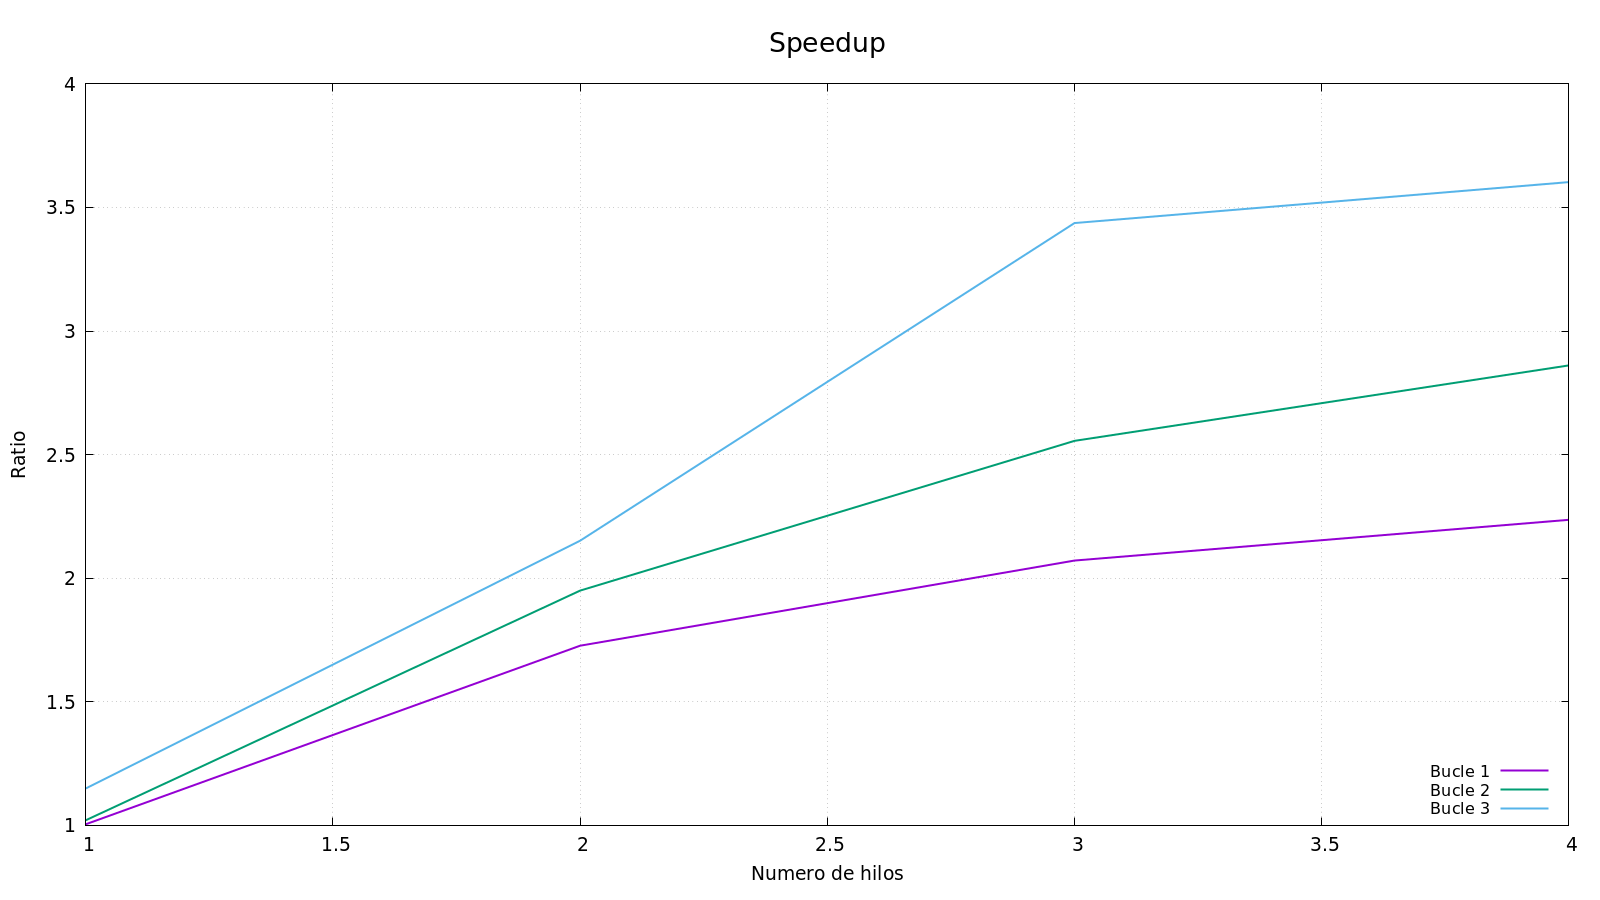 Speedup
4
3.5
3
2.5
2
1.5
1
Ratio
1 1.5 2 2.5 3 3.5 4
Numero de hilos
Bucle 1
Bucle 2
Bucle 3